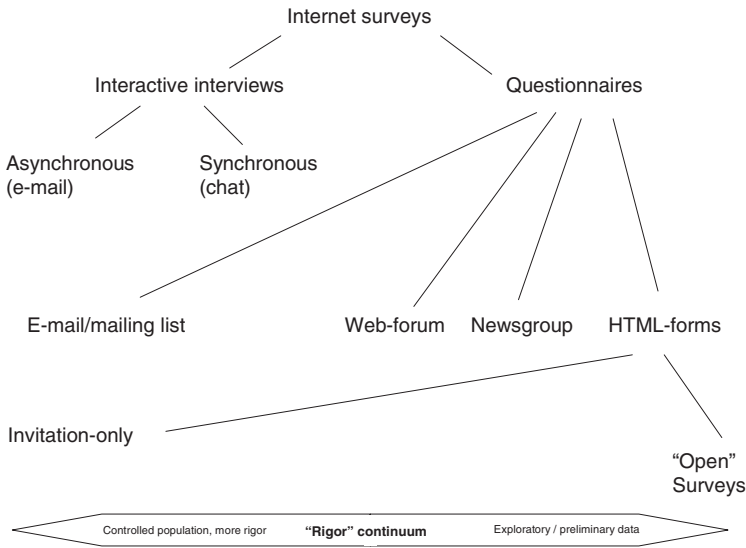 Internet surveys
Interactive interviews
Questionnaires
Asynchronous
(e-mail)
Synchronous
(chat)
E-mail/mailing list
Web-forum
Newsgroup
HTML-forms
Invitation-only
“Open”
Surveys
Controlled population, more rigor
“Rigor” continuum
Exploratory / preliminary data